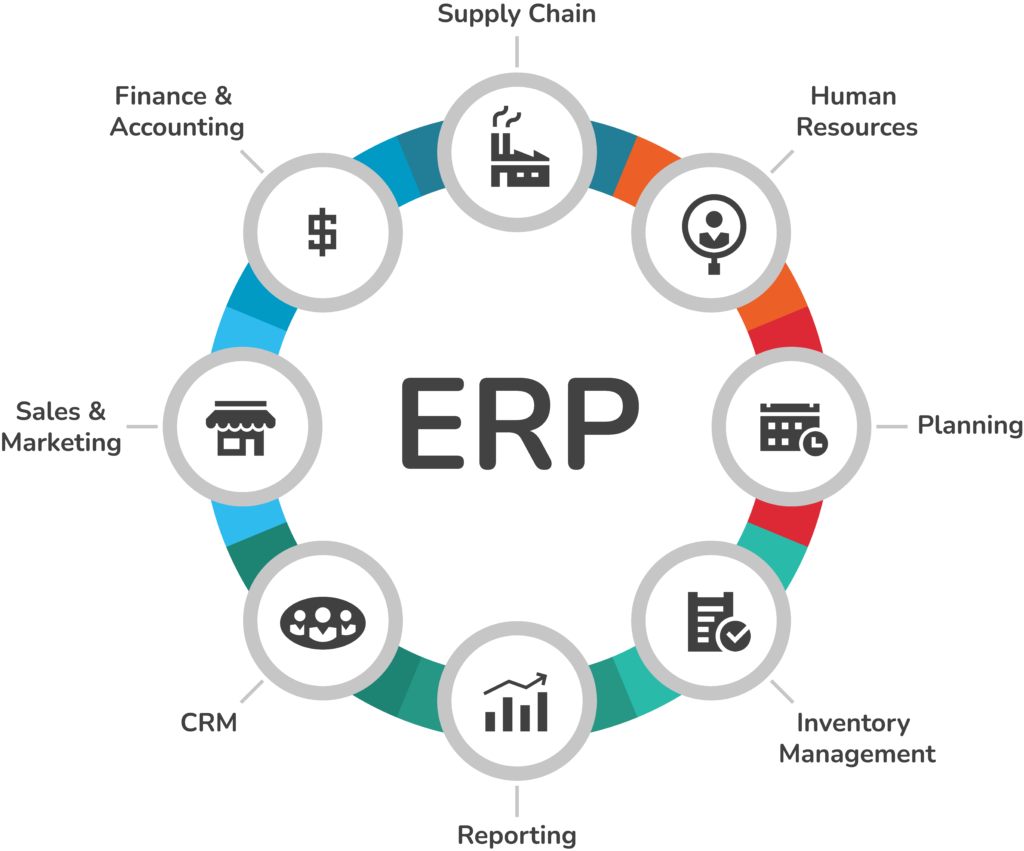 Supply Chain
Finance &
Accounting
Human
Resources
$
ERP
Sales &
Marketing
Planning
CRM
Inventory
Management
Reporting